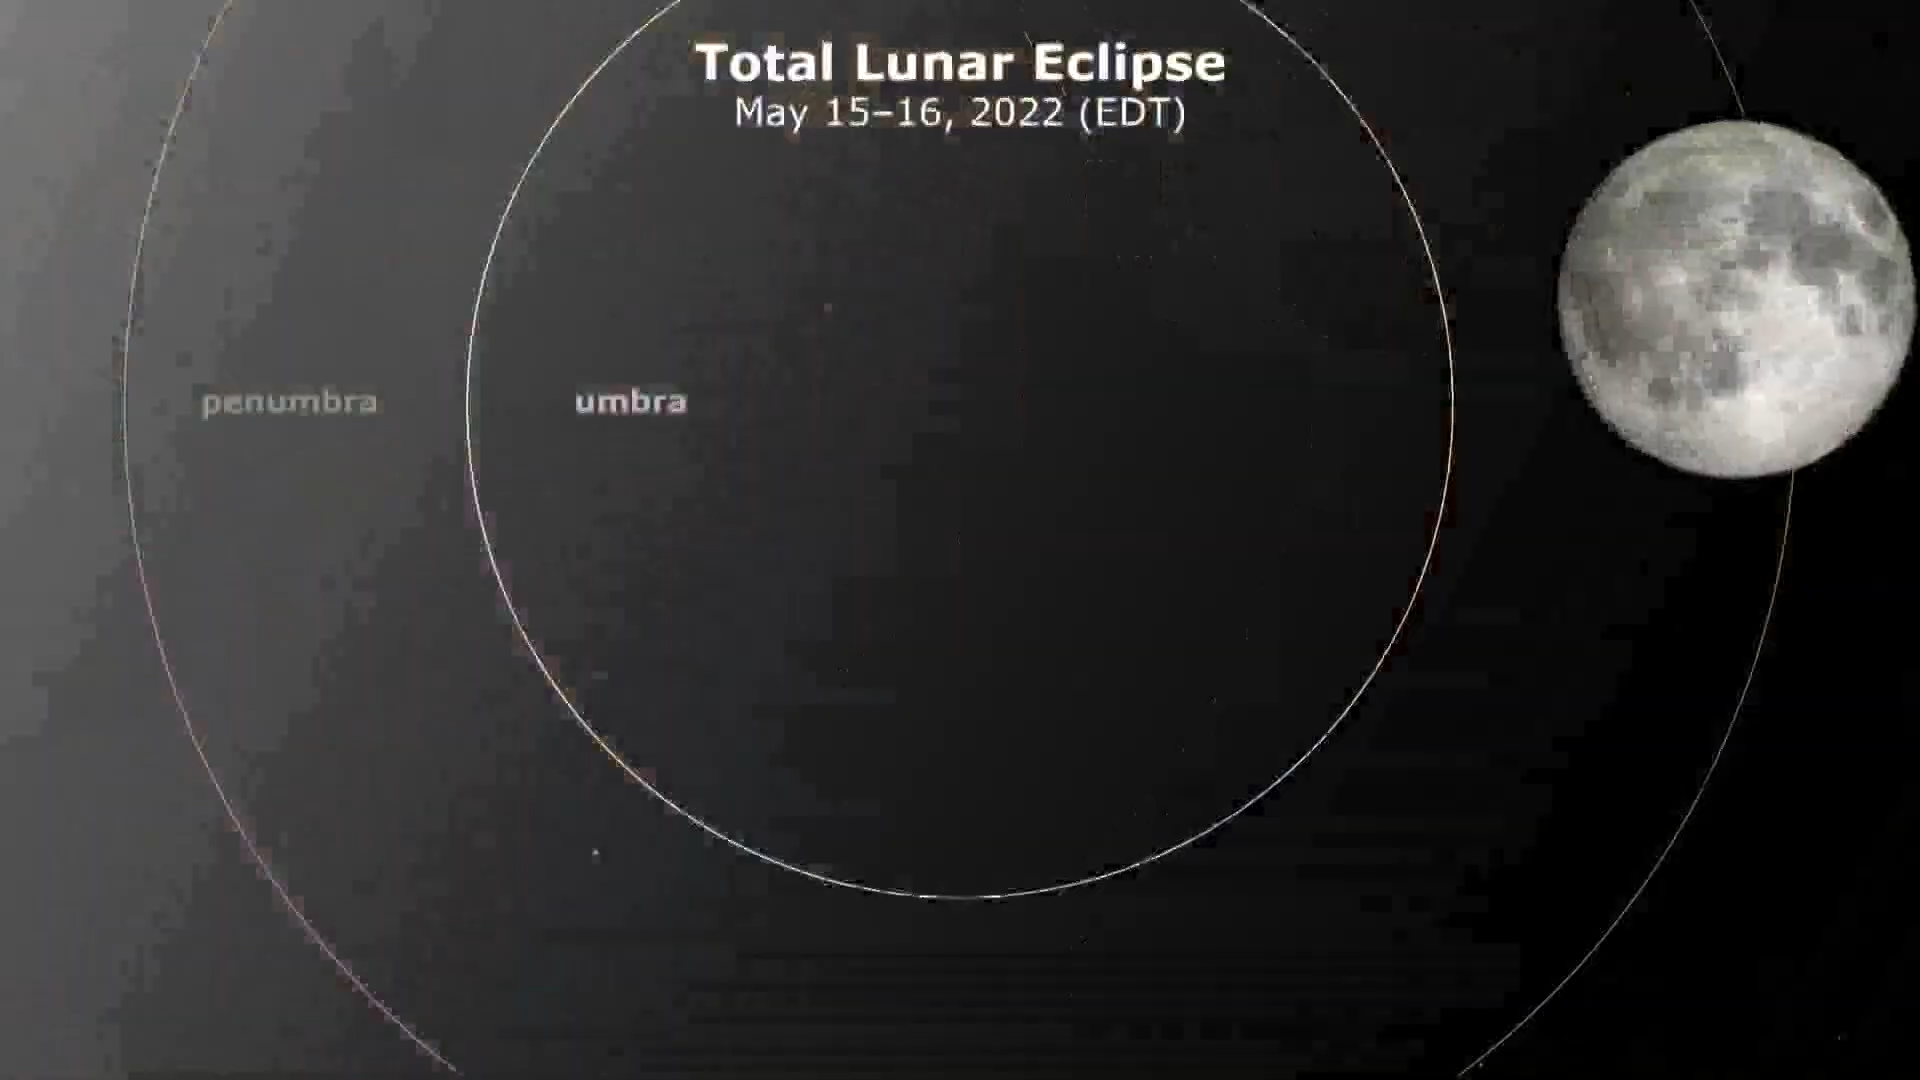 Total Lunar Eclipse
May 15–16, 2022 (EDT)
penumbra umbra